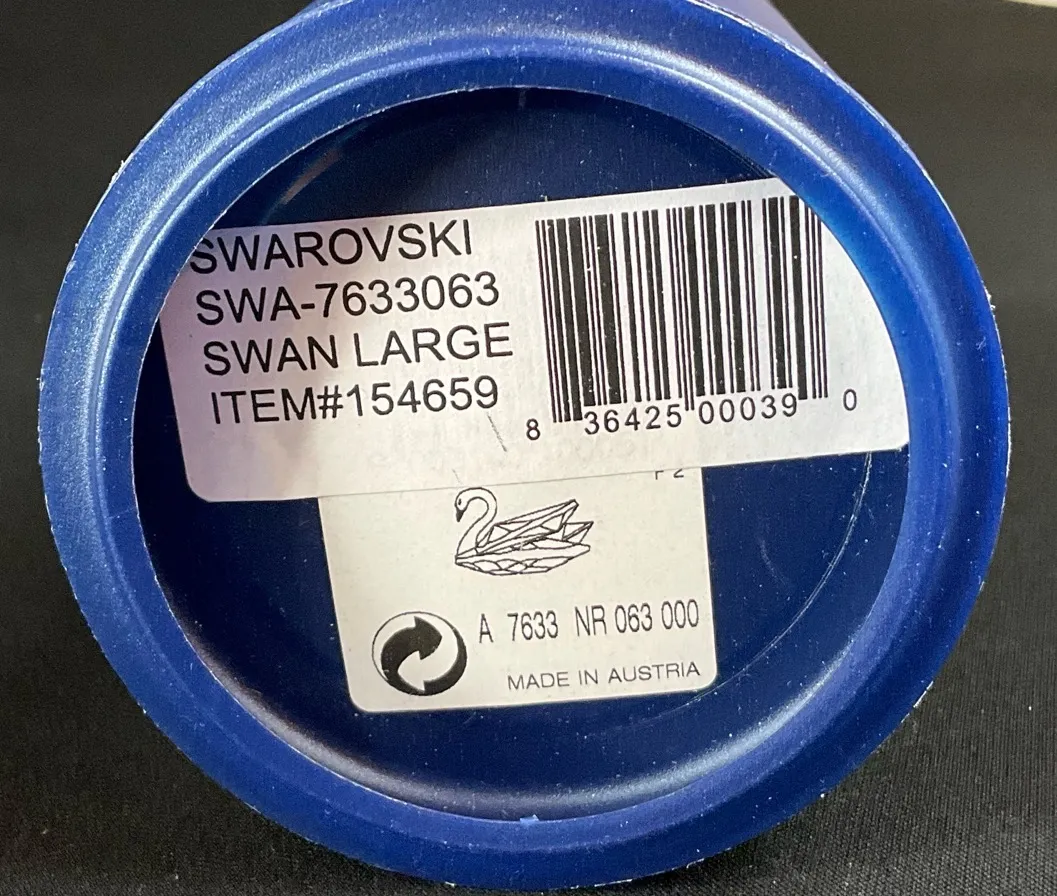 SWAROVSKI
SWA-7633063
SWAN LARGE
ITEM#154659
8 36425 00039 0
A 7633 NR 063 000
MADE IN AUSTRIA